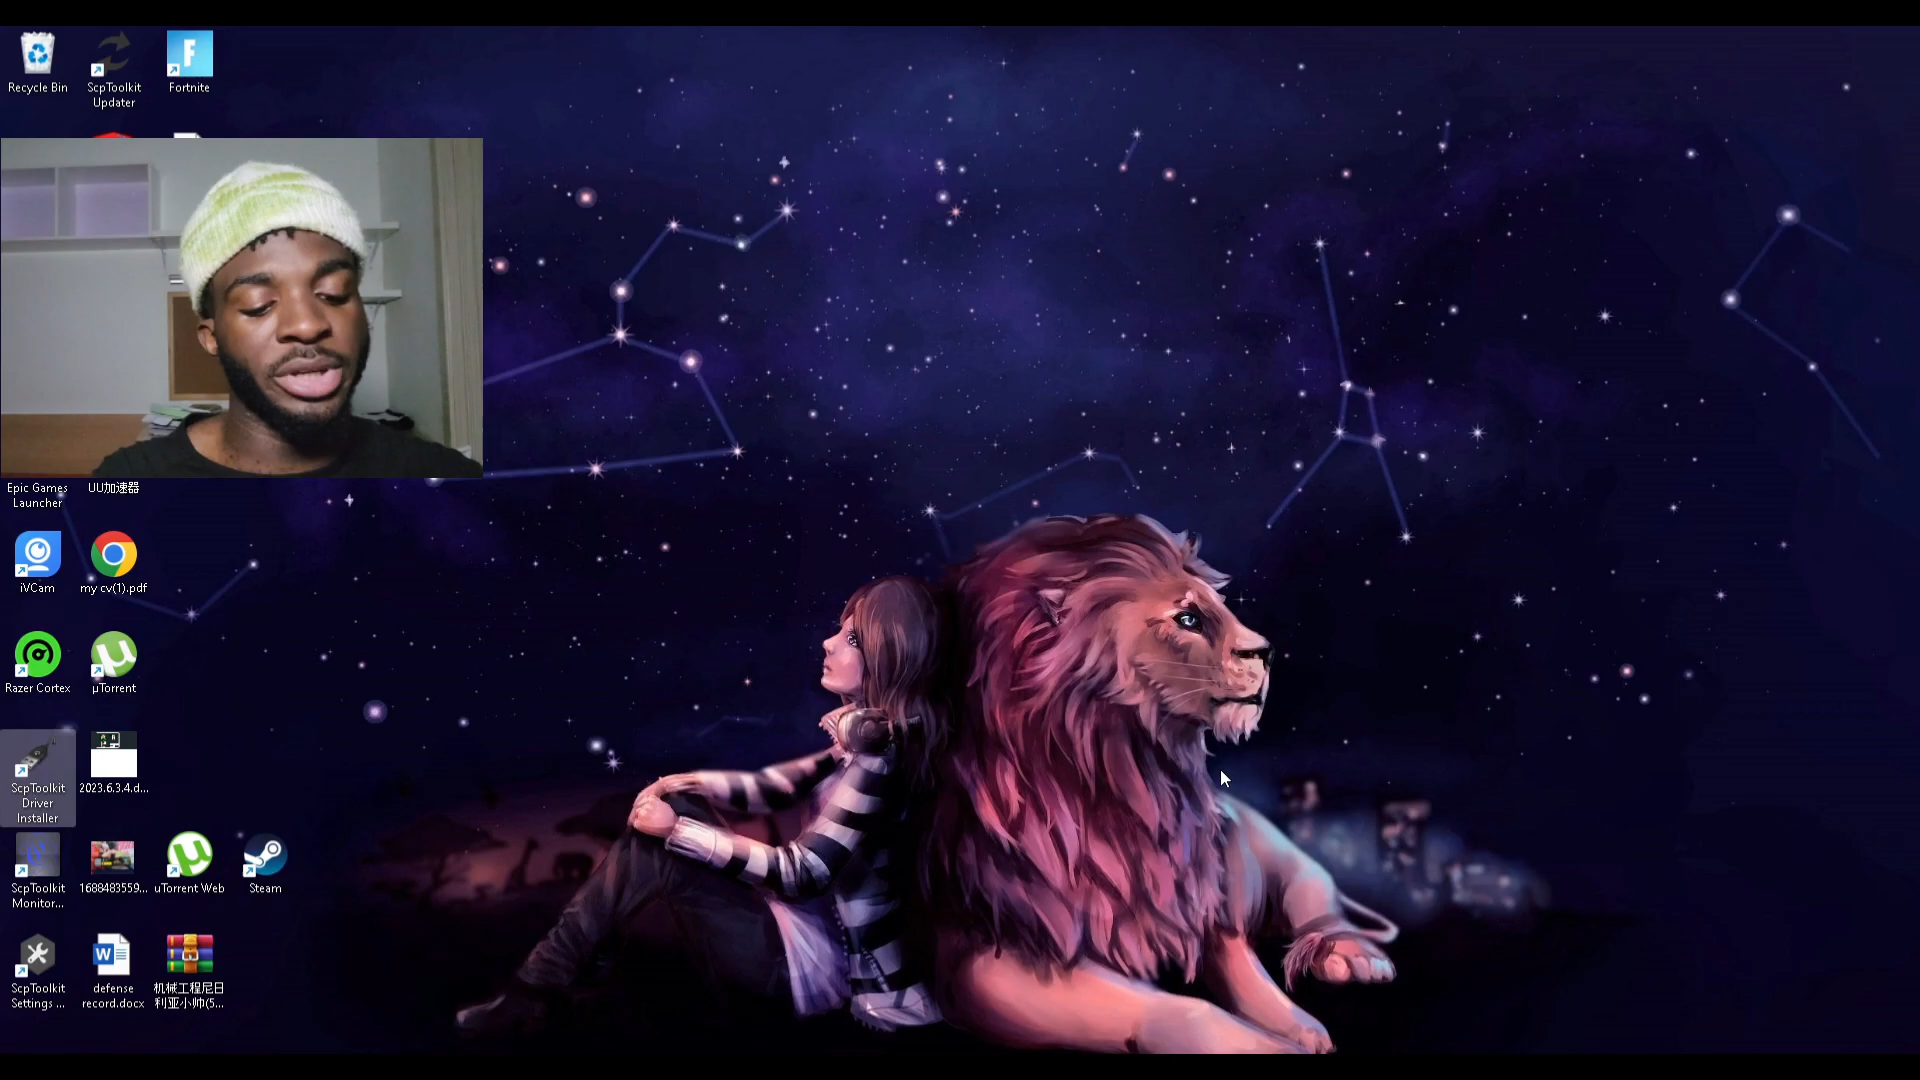 Recycle Bin
ScpToolkit
Updater
Fortnite
Epic Games
Launcher
UU加速器
iVCam
my cv(1).pdf
Razer Cortex
µTorrent
ScpToolkit
Driver
Installer
2023.6.3.4.d...
ScpToolkit
Monitor...
1688483559...
uTorrent Web
Steam
ScpToolkit
Settings ...
defense
record.docx
机械工程尼日
利亚小帅(5...